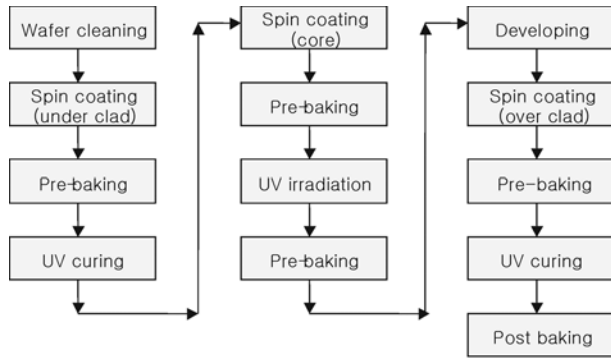 Wafer cleaning
Spin coating
(under clad)
Pre-baking
UV curing
Spin coating
(core)
Pre-baking
UV irradiation
Pre-baking
Developing
Spin coating
(over clad)
Pre-baking
UV curing
Post baking